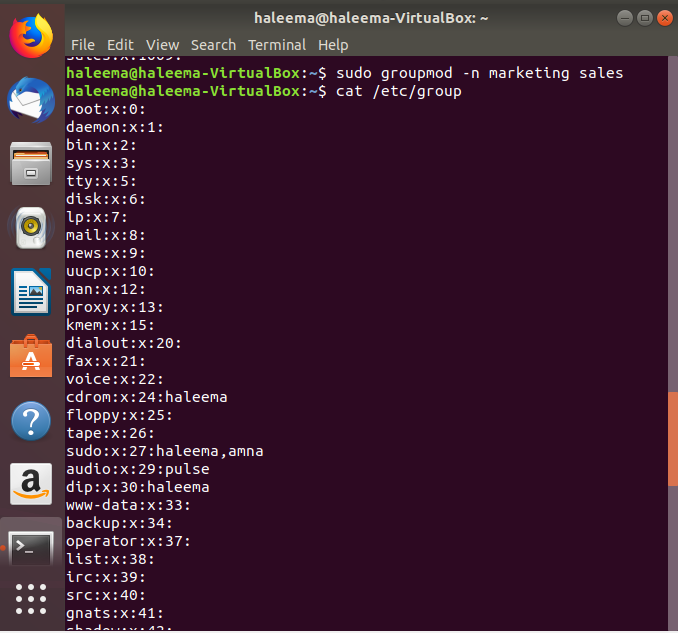 haleema@haleema-VirtualBox: ~
File Edit View Search Terminal Help
sales:x:1009:
haleema@haleema-VirtualBox:~$ sudo groupmod -n marketing sales
haleema@haleema-VirtualBox:~$ cat /etc/group
root:x:0:
daemon:x:1:
bin:x:2:
sys:x:3:
tty:x:5:
disk:x:6:
lp:x:7:
mail:x:8:
news:x:9:
uucp:x:10:
man:x:12:
proxy:x:13:
kmem:x:15:
dialout:x:20:
fax:x:21:
voice:x:22:
cdrom:x:24:haleema
floppy:x:25:
tape:x:26:
sudo:x:27:haleema,amna
audio:x:29:pulse
dip:x:30:haleema
www-data:x:33:
backup:x:34:
operator:x:37:
list:x:38:
irc:x:39:
src:x:40:
gnats:x:41:
shadow:x:42: